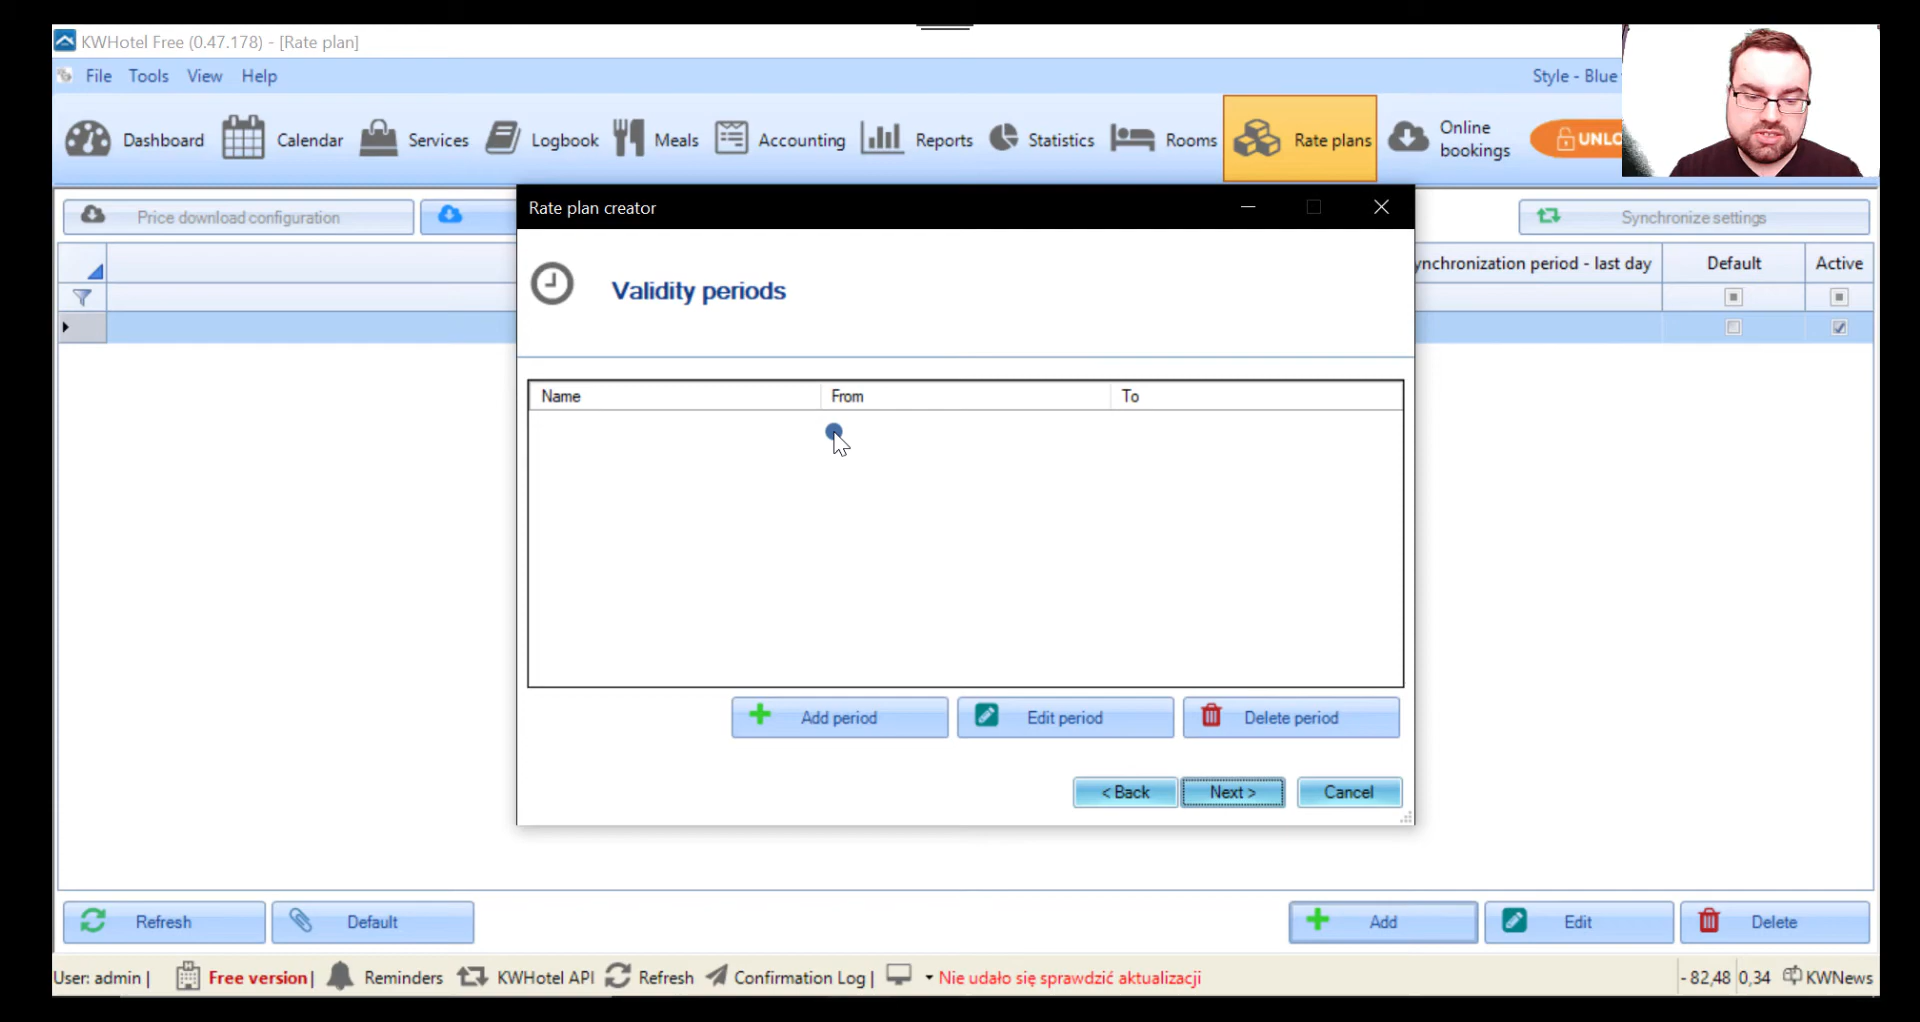 KWHotel Free (0.47.178) - [Rate plan]
File Tools View Help Style - Blue
Dashboard Calendar Services Logbook Meals Accounting Reports Statistics Rooms Rate plans Online bookings
Price download configuration Synchronize settings
Rate plan creator
ynchronization period - last day Default Active
Validity periods
Name From To
Add period Edit period Delete period
< Back Next > Cancel
Refresh Default Add Edit Delete
User: admin | Free version | Reminders KWHotel API Refresh Confirmation Log | Nie udało się sprawdzić aktualizacji - 82,48 0,34 KWNews